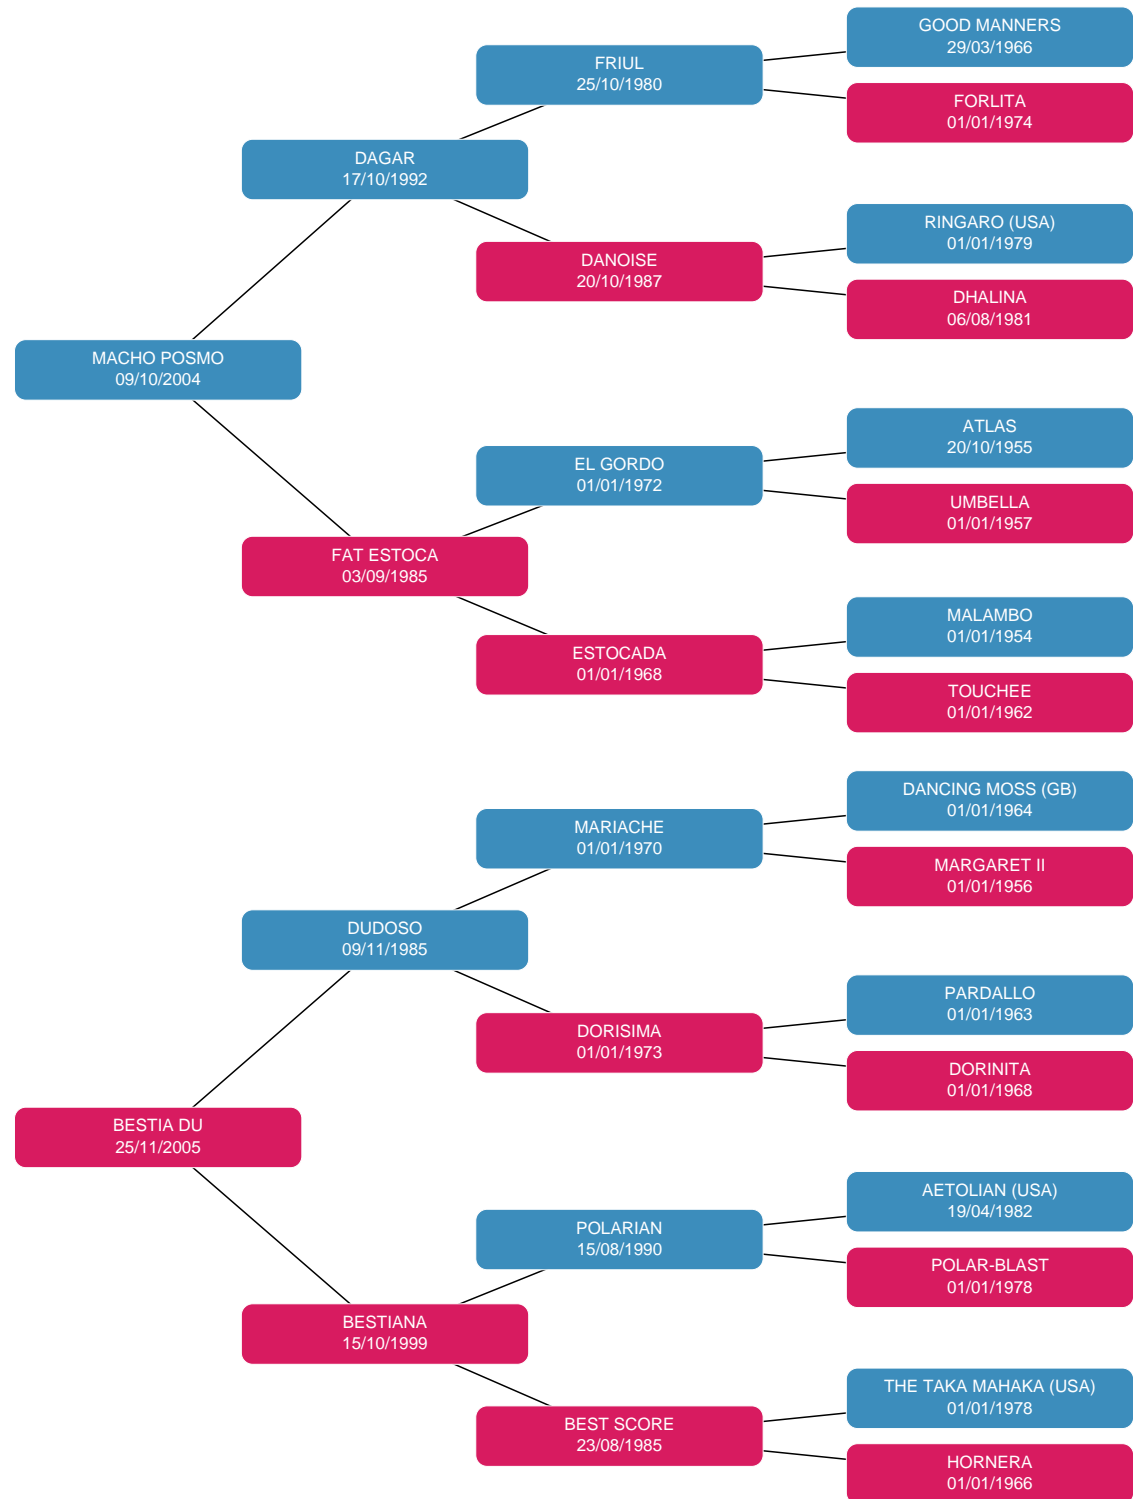 GOOD MANNERS
29/03/1966
FRIUL
25/10/1980
FORLITA
01/01/1974
DAGAR
17/10/1992
RINGARO (USA)
01/01/1979
DANOISE
20/10/1987
DHALINA
06/08/1981
MACHO POSMO
09/10/2004
ATLAS
20/10/1955
EL GORDO
01/01/1972
UMBELLA
01/01/1957
FAT ESTOCA
03/09/1985
MALAMBO
01/01/1954
ESTOCADA
01/01/1968
TOUCHEE
01/01/1962
DANCING MOSS (GB)
01/01/1964
MARIACHE
01/01/1970
MARGARET II
01/01/1956
DUDOSO
09/11/1985
PARDALLO
01/01/1963
DORISIMA
01/01/1973
DORINITA
01/01/1968
BESTIA DU
25/11/2005
AETOLIAN (USA)
19/04/1982
POLARIAN
15/08/1990
POLAR-BLAST
01/01/1978
BESTIANA
15/10/1999
THE TAKA MAHAKA (USA)
01/01/1978
BEST SCORE
23/08/1985
HORNERA
01/01/1966